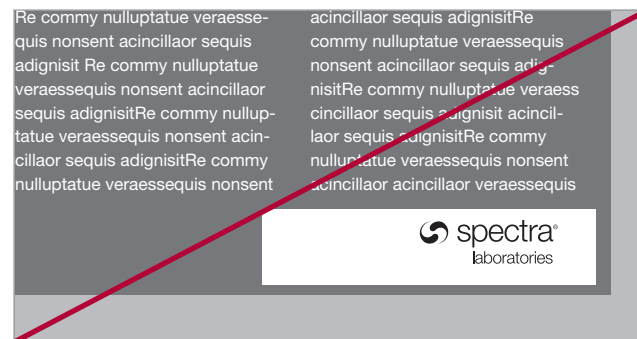 Re commy nulluptatue veraesse-
quis nonsent acincillaor sequis
adignisit Re commy nulluptatue
veraessequis nonsent acincillaor
sequis adignisitRe commy nullup-
tatue veraessequis nonsent acin-
cillaor sequis adignisitRe commy
nulluptatue veraessequis nonsent
acincillaor sequis adignisitRe
commy nulluptatue veraessequis
nonsent acincillaor sequis adig-
nisitRe commy nulluptatue veraess
cincillaor sequis adignisit acincil-
laor sequis adignisitRe commy
nulluptatue veraessequis nonsent
acincillaor acincillaor veraessequis
spectra®
laboratories